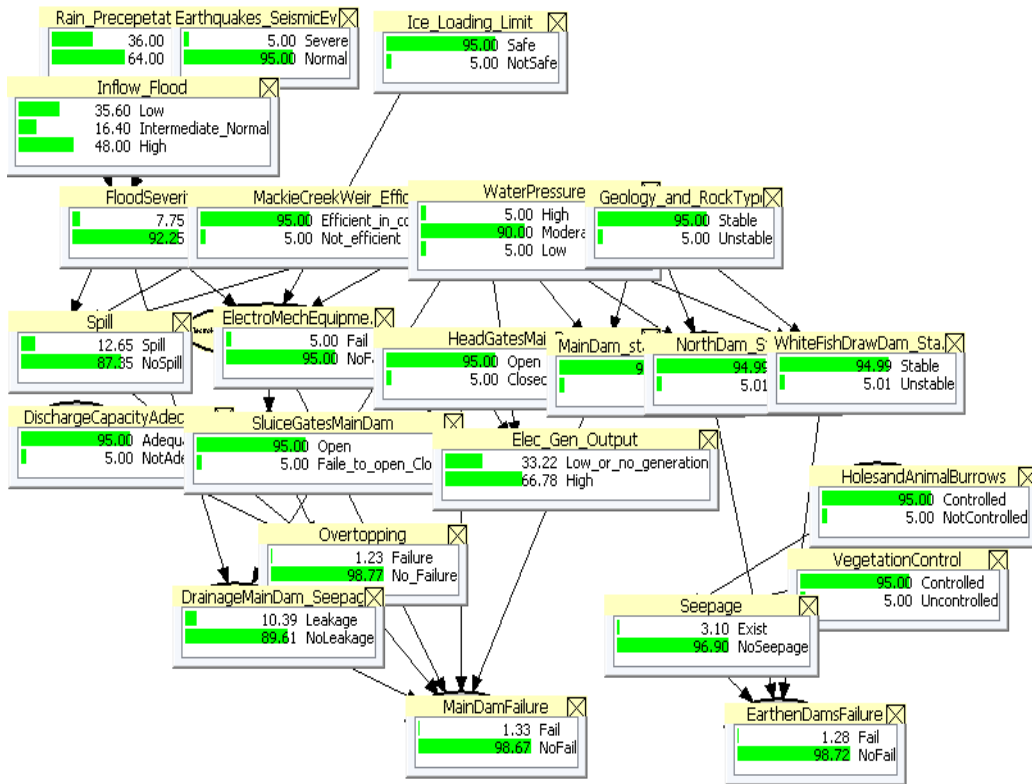 Rain_Precepetat
36.00
64.00
Earthquakes_SeismicEv
5.00 Severe
95.00 Normal
Ice_Loading_Limit
95.00 Safe
5.00 NotSafe
Inflow_Flood
35.60 Low
16.40 Intermediate_Normal
48.00 High
FloodSeveri
7.75
92.25
MackieCreekWeir_Effic
95.00 Efficient_in_co
5.00 Not_efficient
WaterPressure
5.00 High
90.00 Modera
5.00 Low
Geology_and_RockTyp
95.00 Stable
5.00 Unstable
Spill
12.65 Spill
87.35 NoSpill
ElectroMechEquipme..
5.00 Fail
95.00 NoFa
HeadGatesMain
95.00 Open
5.00 Closed
MainDam_sta
9
NorthDam_S
94.99
5.01
WhiteFishDrawDam_Sta..
94.99 Stable
5.01 Unstable
DischargeCapacityAdec
95.00 Adequa
5.00 NotAde
SluiceGatesMainDam
95.00 Open
5.00 Faile_to_open_Clo
Elec_Gen_Output
33.22 Low_or_no_generation
66.78 High
HolesandAnimalBurrows
95.00 Controlled
5.00 NotControlled
Overtopping
1.23 Failure
98.77 No_Failure
VegetationControl
95.00 Controlled
5.00 Uncontrolled
DrainageMainDam_Seepag
10.39 Leakage
89.61 NoLeakage
Seepage
3.10 Exist
96.90 NoSeepage
MainDamFailure
1.33 Fail
98.67 NoFail
EarthenDamsFailure
1.28 Fail
98.72 NoFail